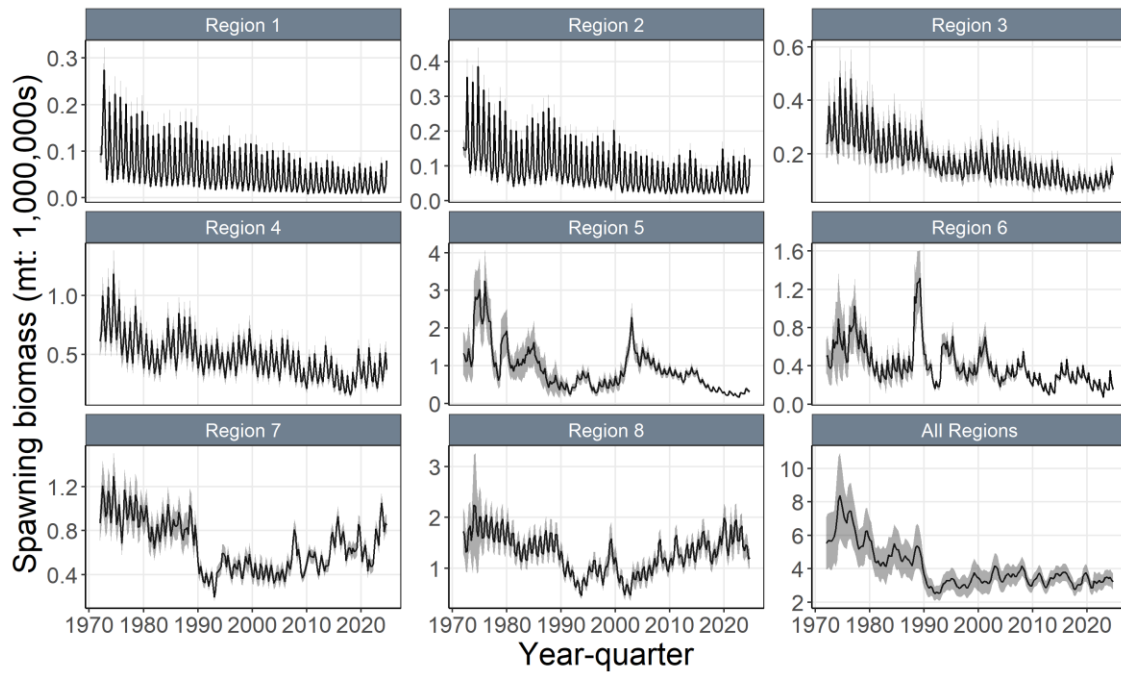 Region 1
Region 2
Region 3
0.3
0.2
0.1
0.0
0.4
0.3
0.2
0.1
0.0
0.6
0.4
0.2
Region 4
Region 5
Region 6
1.0
0.5
4
3
2
1
0
1.6
1.2
0.8
0.4
0.0
Region 7
Region 8
All Regions
1.2
0.8
0.4
3
2
1
10
8
6
4
2
1970 1980 1990 2000 2010 2020
1970 1980 1990 2000 2010 2020
1970 1980 1990 2000 2010 2020
Spawning biomass (mt: 1,000,000s)
Year-quarter